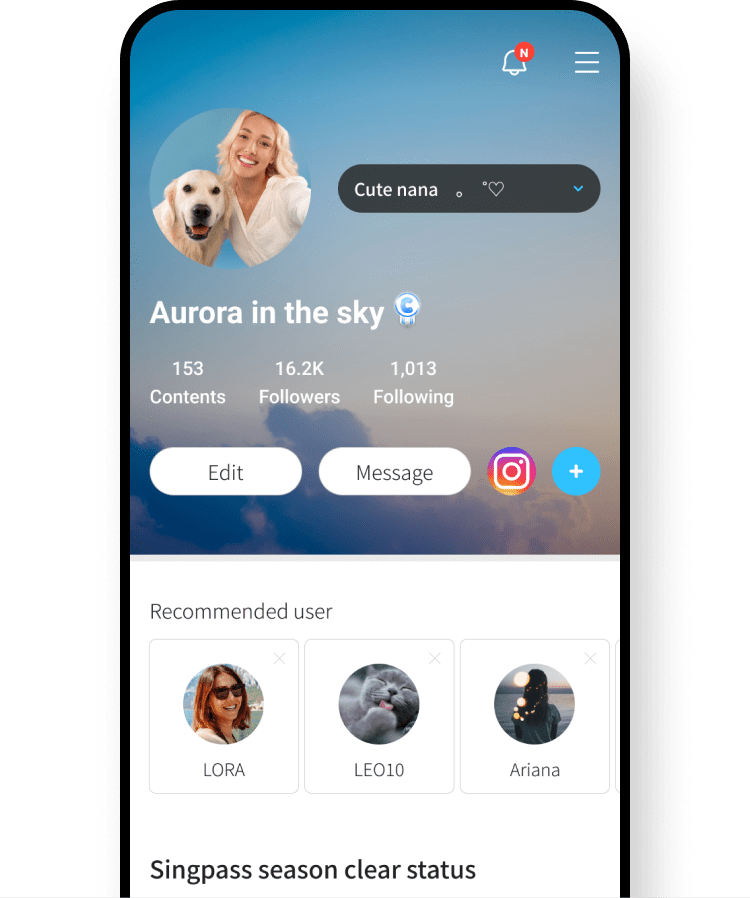 N
Cute nana 。 ˚♡
Aurora in the sky
153 16.2K 1,013
Contents Followers Following
Edit Message
Recommended user
LORA LEO10 Ariana
Singpass season clear status